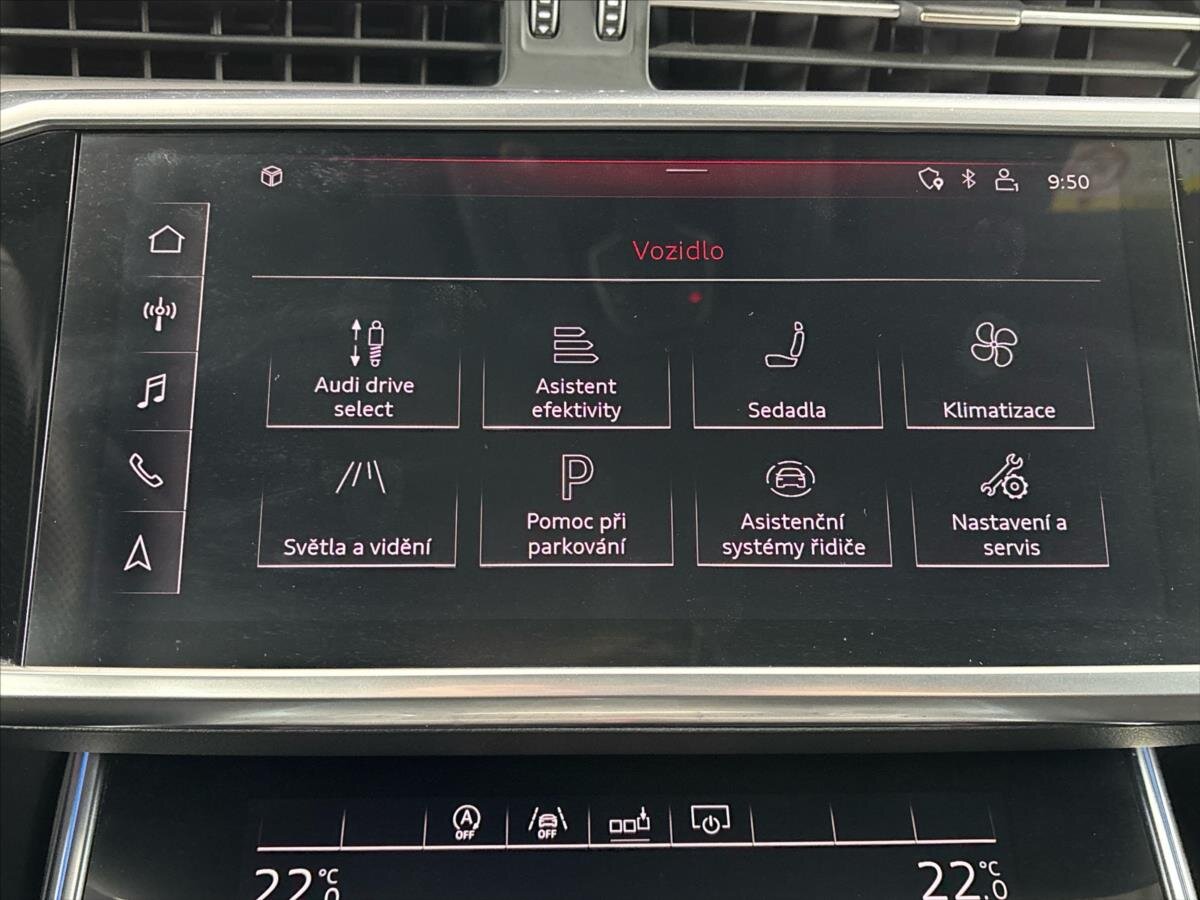 1
9:50
Vozidlo
Audi drive
select
Asistent
efektivity
Sedadla
Klimatizace
Světla a vidění
P
Pomoc při
parkování
Asistenční
systémy řidiče
Nastavení a
servis
A
OFF
OFF
22.0 °C
22.0 °C